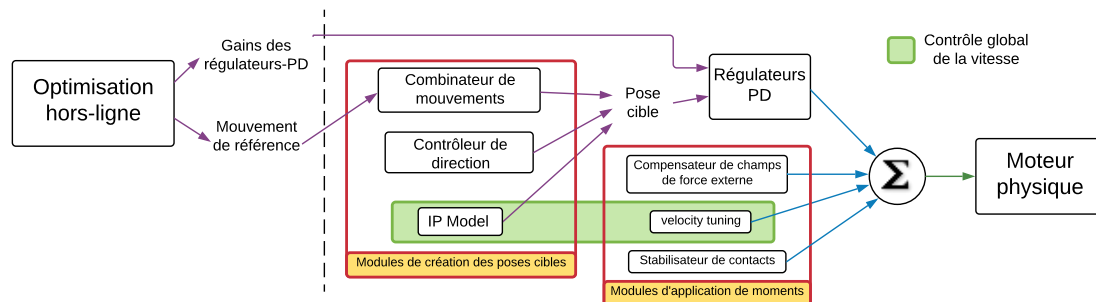 Optimisation
hors-ligne
Gains des
régulateurs-PD
Mouvement
de référence
Combinateur de
mouvements
Contrôleur de
direction
IP Model
Modules de création des poses cibles
Pose
cible
Régulateurs
PD
Compensateur de champs
de force externe
velocity tuning
Stabilisateur de contacts
Modules d'application de moments
Contrôle global
de la vitesse
Σ
Moteur
physique